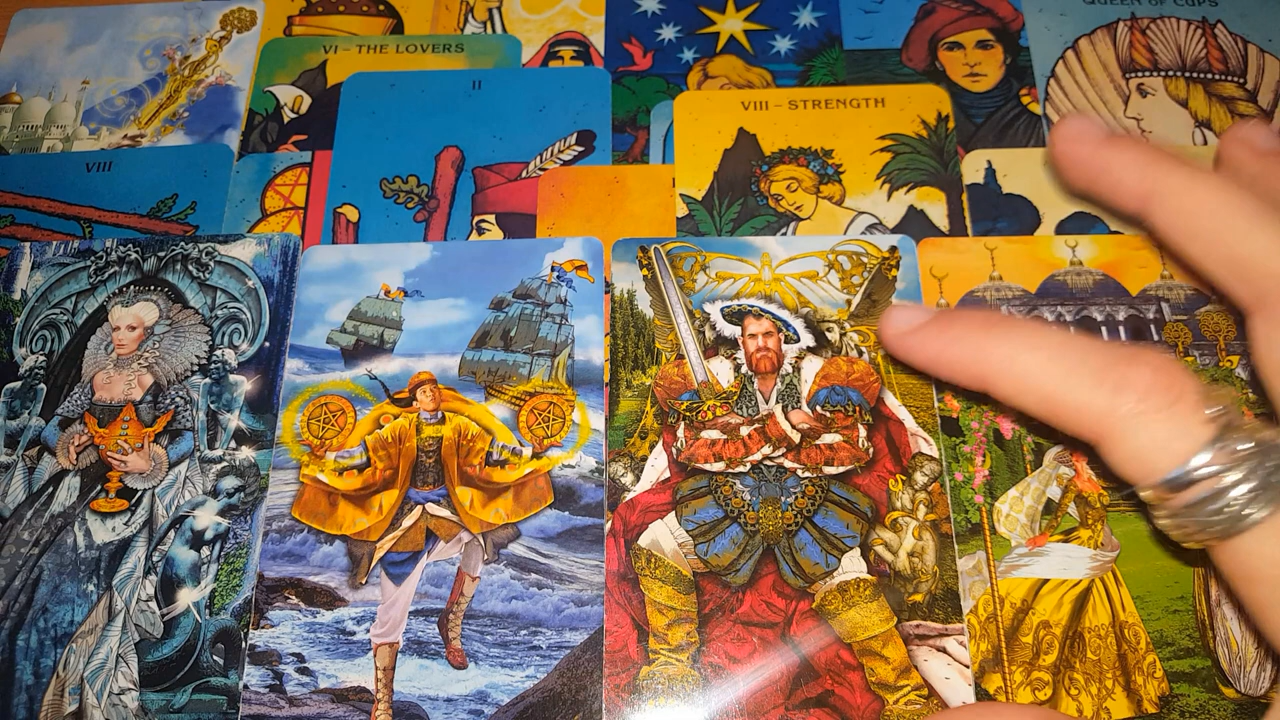 QUEEN OF CUPS
VI – THE LOVERS
II
VIII – STRENGTH
VIII